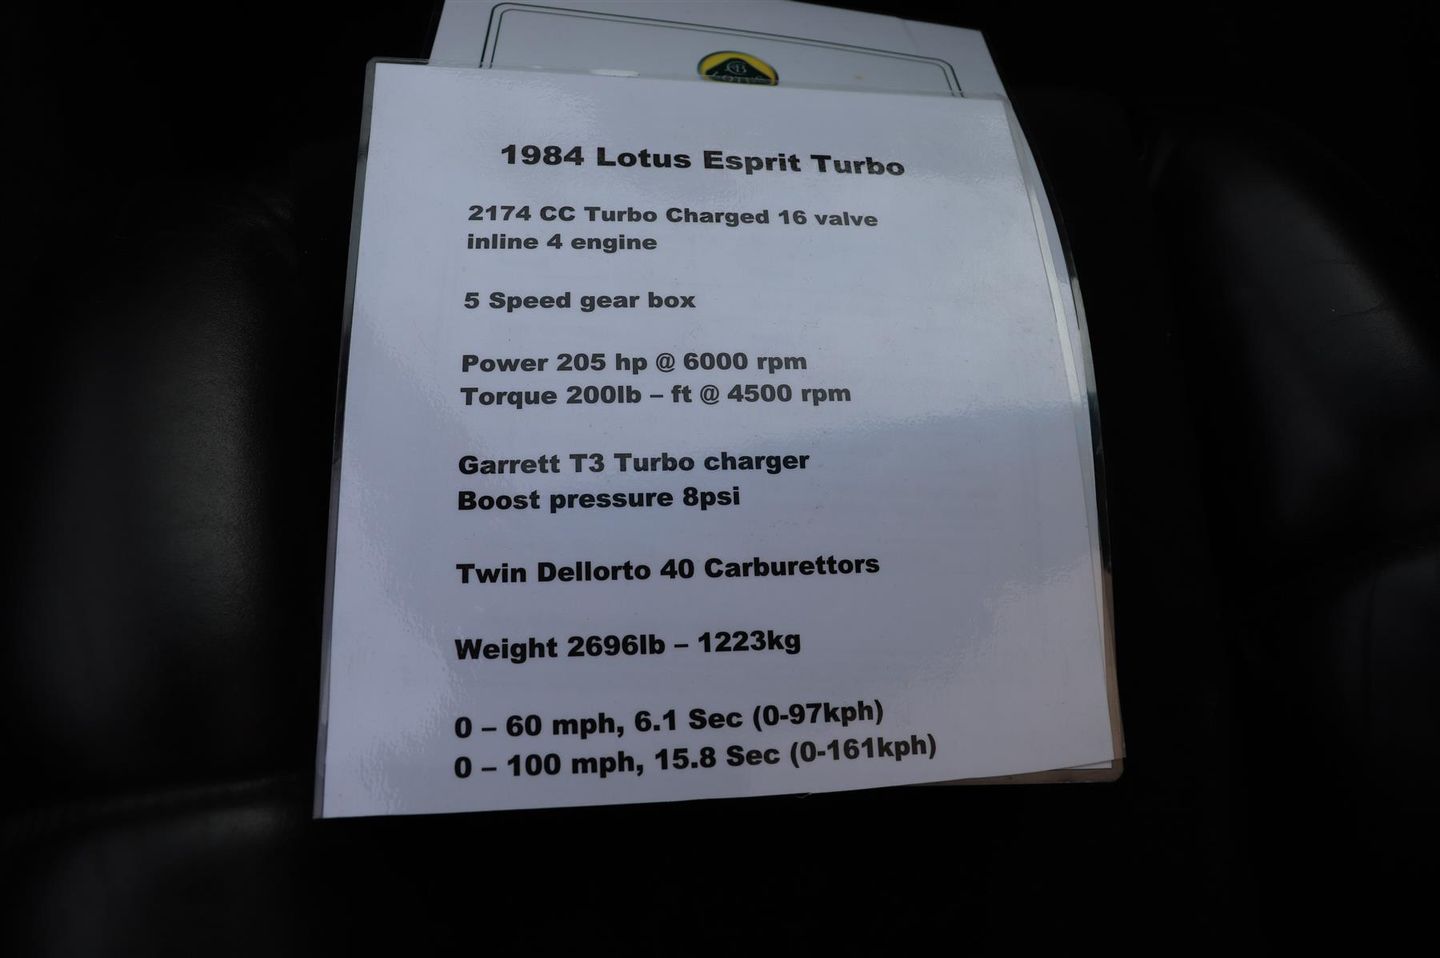 LOTUS
1984 Lotus Esprit Turbo
2174 CC Turbo Charged 16 valve
inline 4 engine
5 Speed gear box
Power 205 hp @ 6000 rpm
Torque 200lb – ft @ 4500 rpm
Garrett T3 Turbo charger
Boost pressure 8psi
Twin Dellorto 40 Carburettors
Weight 2696lb – 1223kg
0 – 60 mph, 6.1 Sec (0-97kph)
0 – 100 mph, 15.8 Sec (0-161kph)